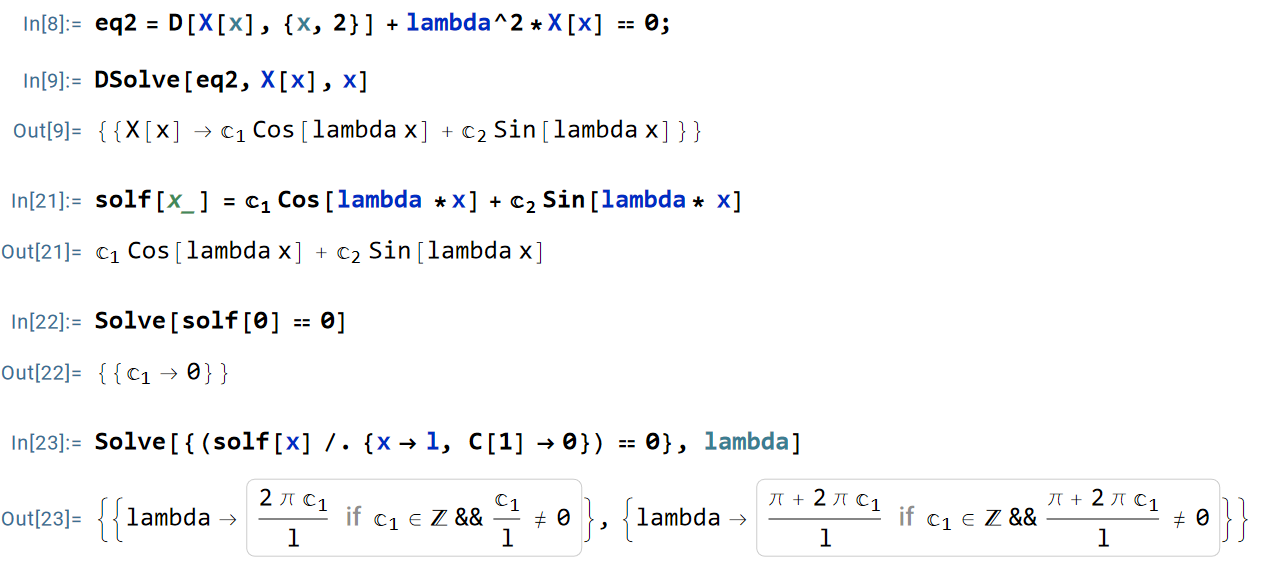 In[8]:= eq2 = D[X[x], {x, 2}] + lambda^2*X[x] == 0;
In[9]:= DSolve[eq2, X[x], x]
Out[9]= {{X[x] → 𝕔₁ Cos[lambda x] + 𝕔₂ Sin[lambda x]}}
In[21]:= solf[x_] = 𝕔₁ Cos[lambda *x] + 𝕔₂ Sin[lambda* x]
Out[21]= 𝕔₁ Cos[lambda x] + 𝕔₂ Sin[lambda x]
In[22]:= Solve[solf[0] == 0]
Out[22]= {{𝕔₁ → 0}}
In[23]:= Solve[{(solf[x] /. {x → l, C[1] → 0}) == 0}, lambda]
Out[23]= {{lambda → (2 π 𝕔₁)/l if 𝕔₁ ∈ ℤ && 𝕔₁/l ≠ 0}, {lambda → (π + 2 π 𝕔₁)/l if 𝕔₁ ∈ ℤ && (π + 2 π 𝕔₁)/l ≠ 0}}